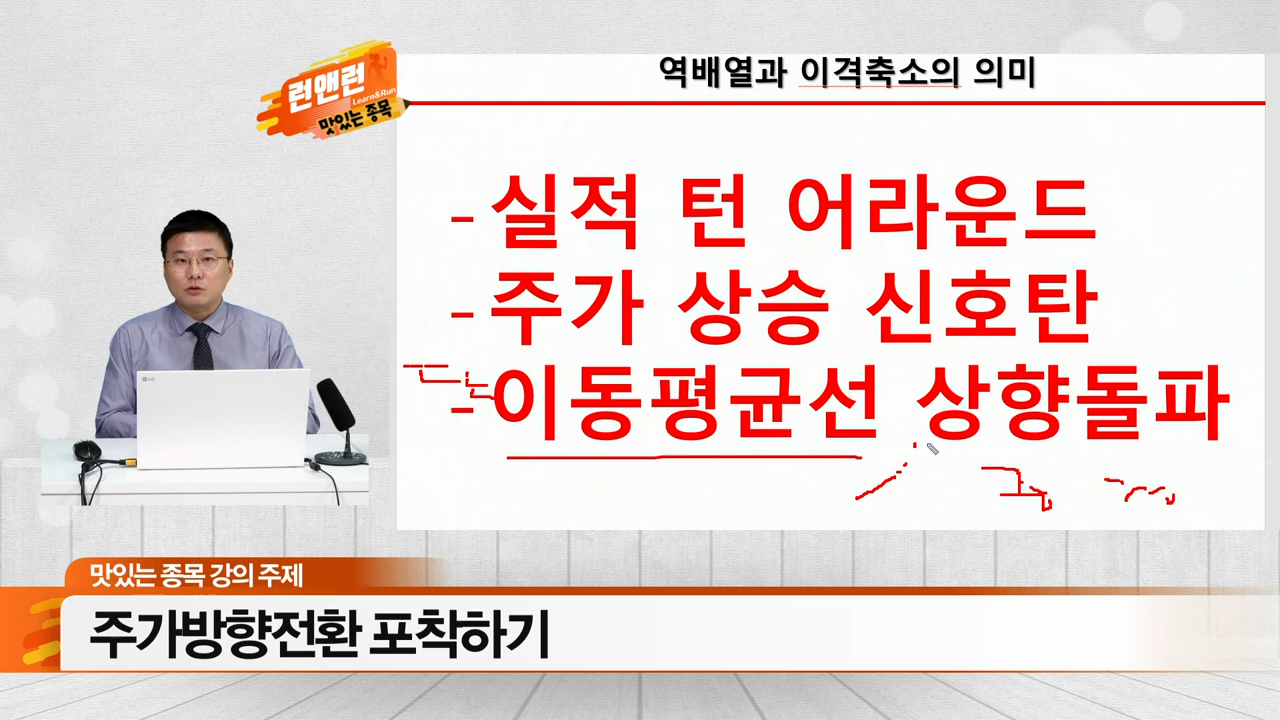 런앤런
Learn&Run
맛있는 종목
역배열과 이격축소의 의미
- 실적 턴 어라운드
- 주가 상승 신호탄
- 이동평균선 상향돌파
맛있는 종목 강의 주제
주가방향전환 포착하기